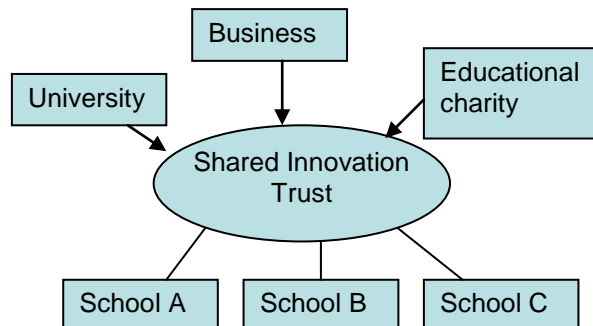 Business
University
Educational
charity
Shared Innovation
Trust
School A
School B
School C